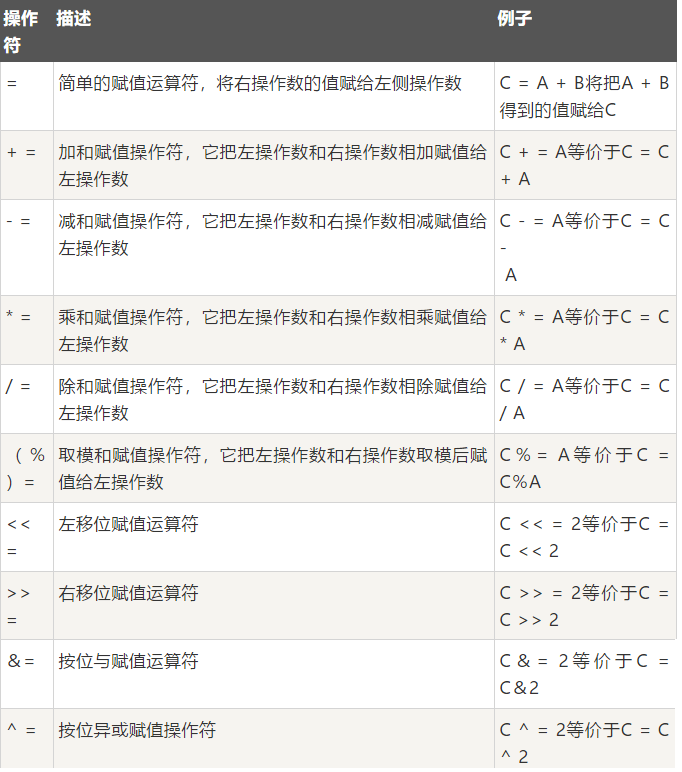 操作符 描述 例子
= 简单的赋值运算符，将右操作数的值赋给左侧操作数 C = A + B将把A + B
得到的值赋给C
+ = 加和赋值操作符，它把左操作数和右操作数相加赋值给
左操作数 C + = A等价于C = C
+ A
- = 减和赋值操作符，它把左操作数和右操作数相减赋值给
左操作数 C - = A等价于C = C
-
A
* = 乘和赋值操作符，它把左操作数和右操作数相乘赋值给
左操作数 C * = A等价于C = C
* A
/ = 除和赋值操作符，它把左操作数和右操作数相除赋值给
左操作数 C / = A等价于C = C
/ A
（ %
）= 取模和赋值操作符，它把左操作数和右操作数取模后赋
值给左操作数 C %= A等价于C =
C%A
<<
= 左移位赋值运算符 C << = 2等价于C =
C << 2
>>
= 右移位赋值运算符 C >> = 2等价于C =
C >> 2
&= 按位与赋值运算符 C &= 2等价于C =
C&2
^ = 按位异或赋值操作符 C ^ = 2等价于C = C
^ 2